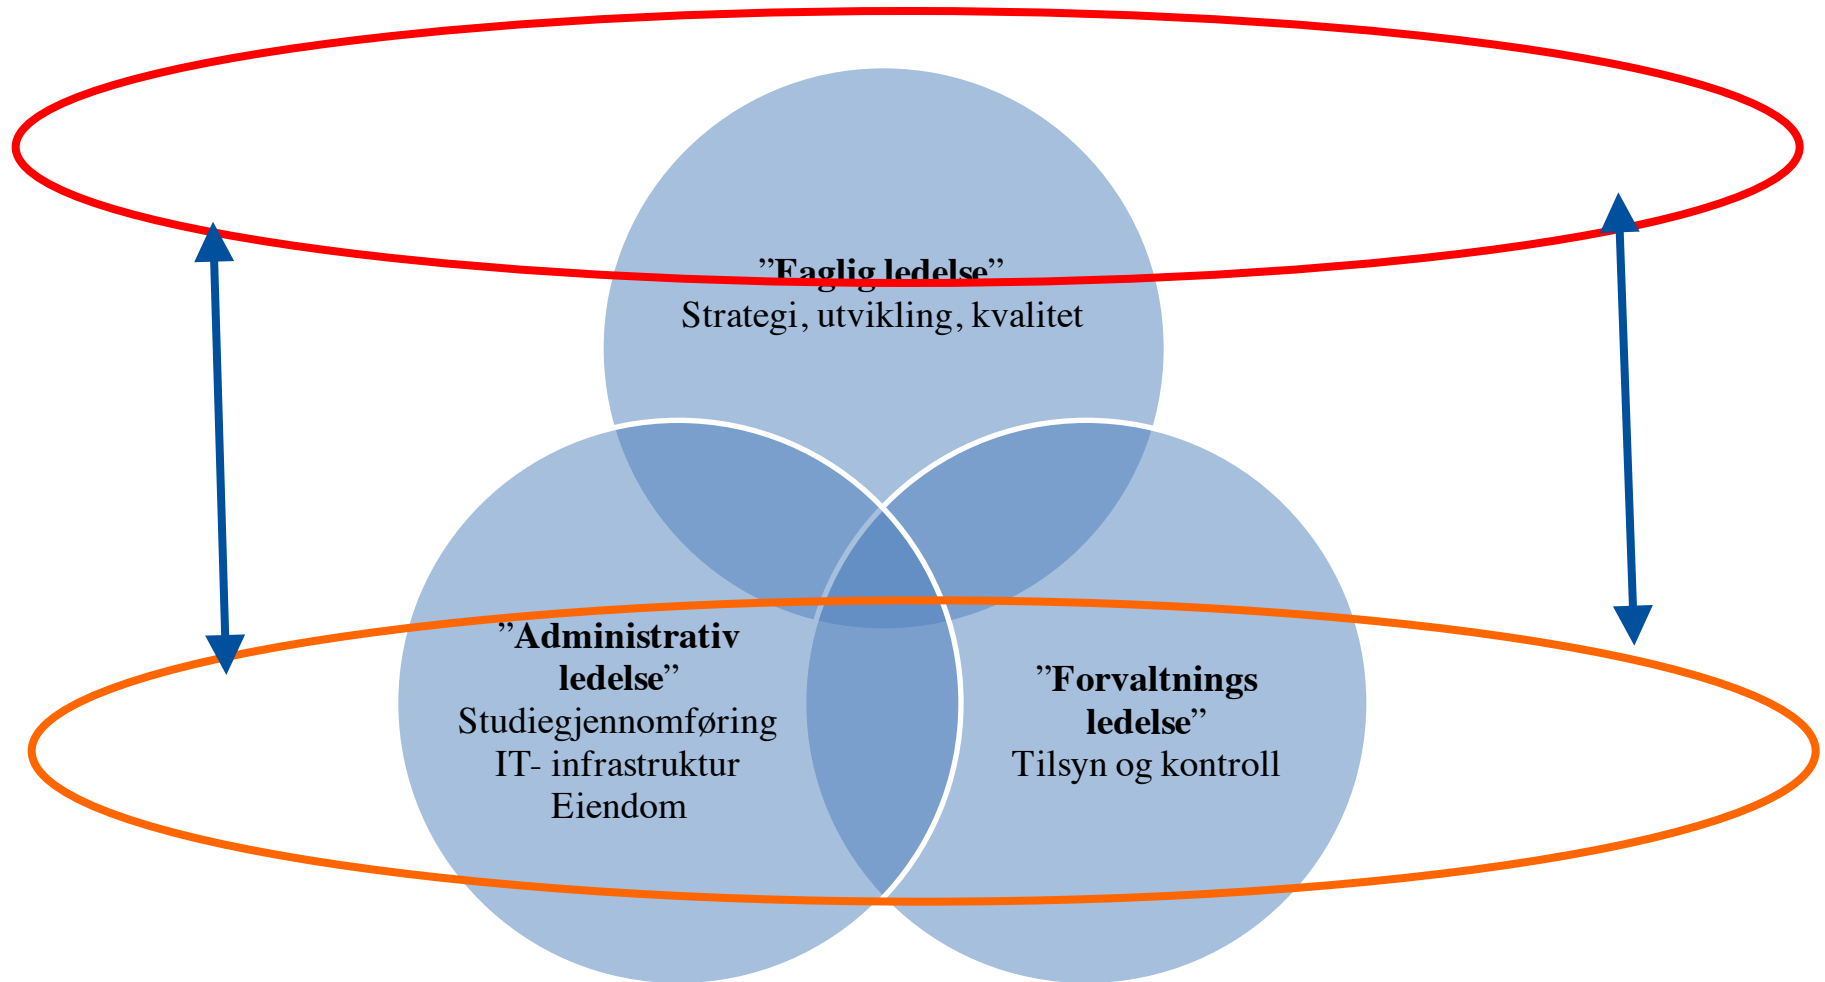 ”Faglig ledelse”
Strategi, utvikling, kvalitet
”Administrativ
ledelse”
Studiegjennomføring
IT- infrastruktur
Eiendom
”Forvaltnings
ledelse”
Tilsyn og kontroll